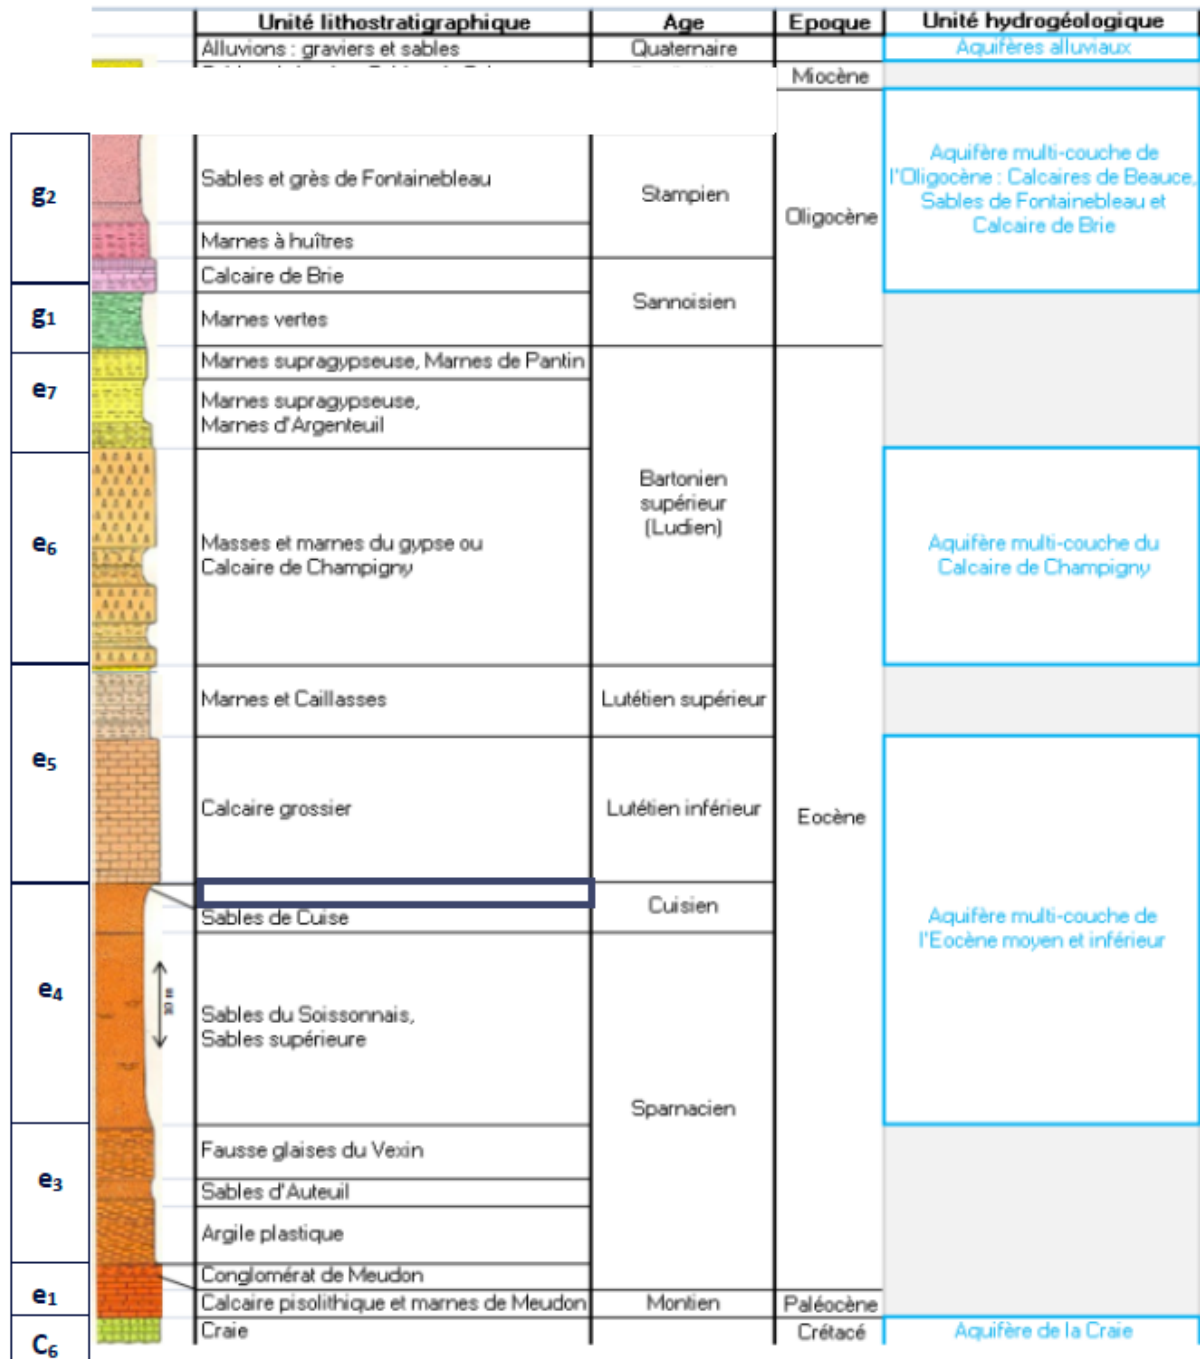 Unité lithostratigraphique Age Epoque Unité hydrogéologique
Alluvions : graviers et sables Quaternaire Aquifères alluviaux
Miocène
g2 Sables et grès de Fontainebleau Stampien Oligocène
Aquifère multi-couche de
l'Oligocène : Calcaires de Beauce,
Sables de Fontainebleau et
Calcaire de Brie
Marnes à huîtres
Calcaire de Brie
Sannoisien
g1 Marnes vertes
e7 Marnes supragypseuse, Marnes de Pantin
Marnes supragypseuse,
Marnes d'Argenteuil
Bartonien
supérieur
(Ludien)
e6 Masses et marnes du gypse ou
Calcaire de Champigny
Aquifère multi-couche du
Calcaire de Champigny
Marnes et Caillasses Lutétien supérieur
e5 Calcaire grossier Lutétien inférieur Eocène
Cuisien
Sables de Cuise
Aquifère multi-couche de
l'Eocène moyen et inférieur
e4 10 m
Sables du Soissonnais,
Sables supérieure
Sparnacien
Fausse glaises du Vexin
e3 Sables d'Auteuil
Argile plastique
Conglomérat de Meudon
e1 Calcaire pisolithique et marnes de Meudon Montien Paléocène
C6 Craie Crétacé Aquifère de la Craie